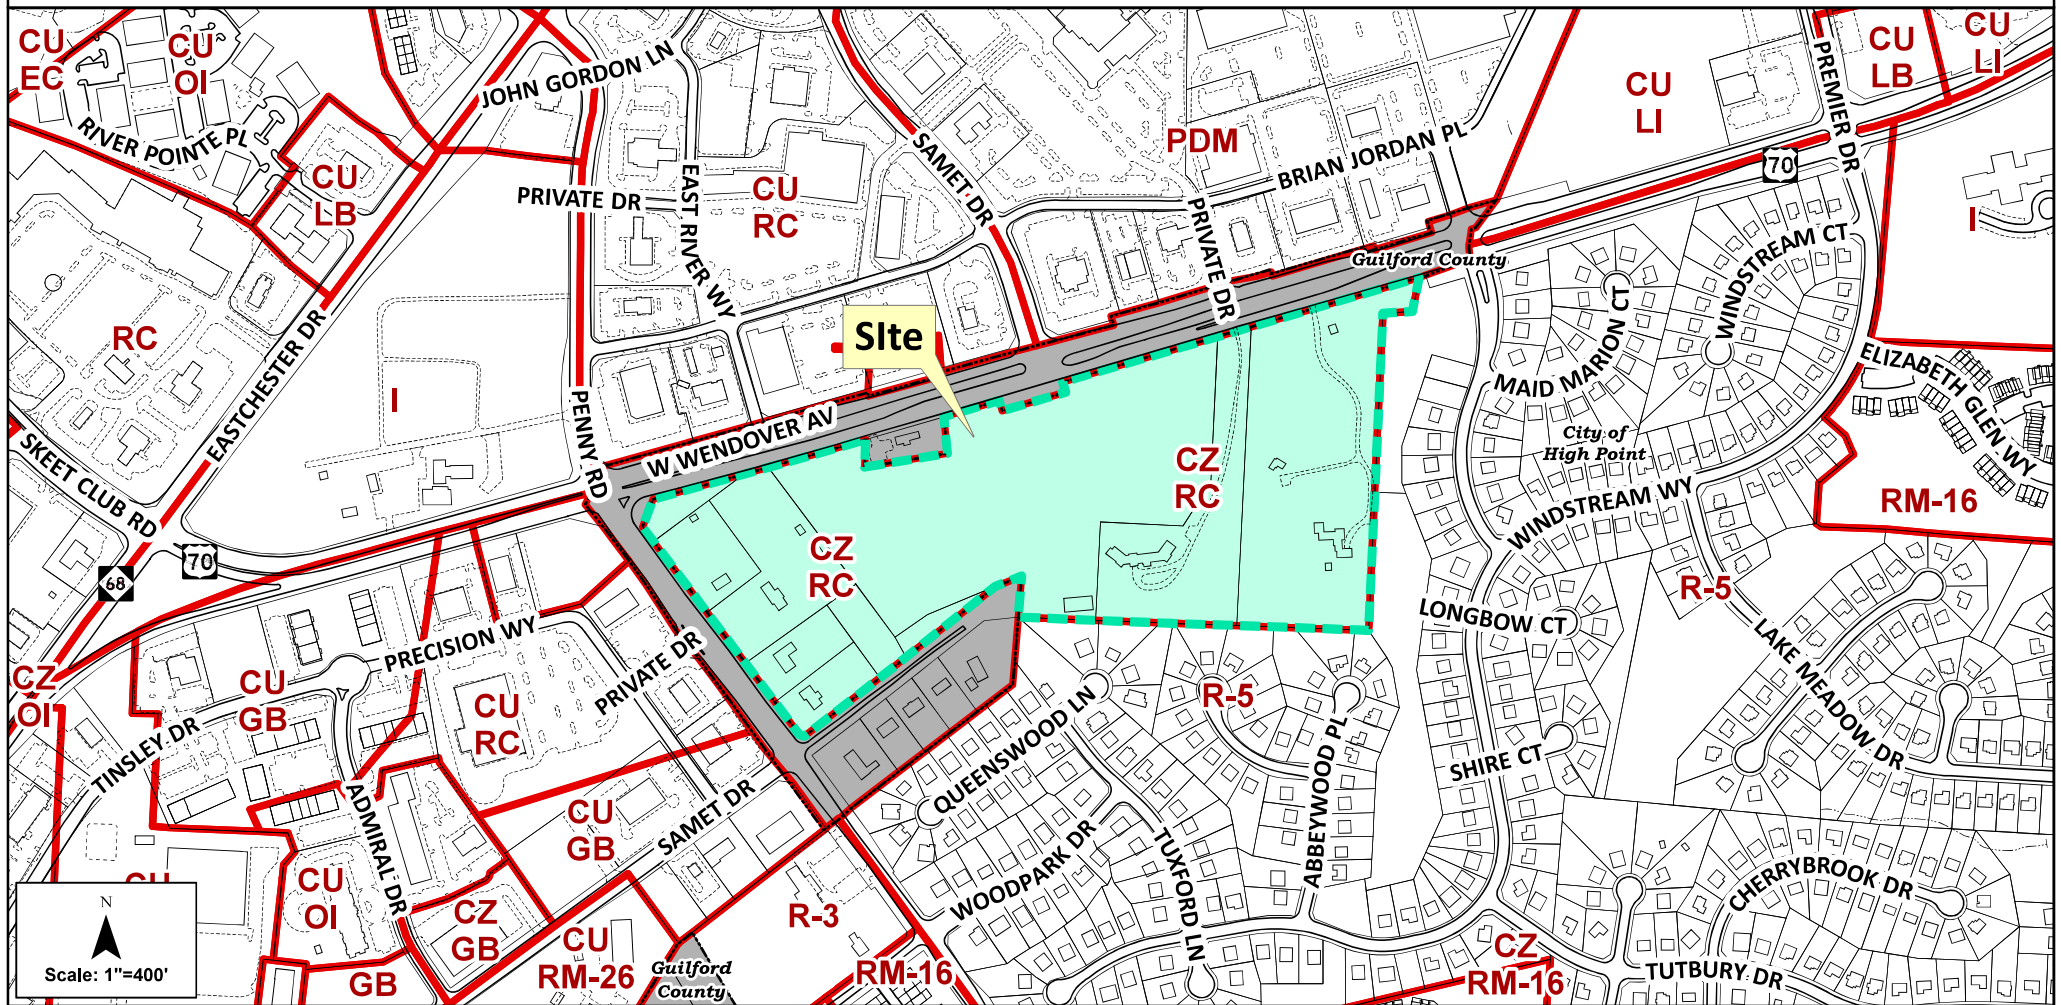 CU
EC
CU
OI
RIVER POINTE PL
CU
LB
JOHN GORDON LN
PRIVATE DR
EAST RIVER WY
CU
RC
SAMET DR
PDM
BRIAN JORDAN PL
PRIVATE DR
CU
LI
PREMIER DR
CU
LB
CU
LI
70
I
RC
EASTCHESTER DR
I
PENNY RD
SIte
W WENDOVER AV
Guilford County
WINDSTREAM CT
MAID MARION CT
City of
High Point
ELIZABETH GLEN WY
RM-16
SKEET CLUB RD
70
68
CZ
RC
CZ
RC
WINDSTREAM WY
R-5
LONGBOW CT
LAKE MEADOW DR
PRECISION WY
PRIVATE DR
CZ
OI
CU
GB
TINSLEY DR
CU
RC
R-5
QUEENSWOOD LN
ABBEYWOOD PL
SHIRE CT
ADMIRAL DR
CU
GB
SAMET DR
WOODPARK DR
TUXFORD LN
CHERRYBROOK DR
CU
CU
OI
CZ
GB
GB
CU
RM-26
R-3
Guilford
County
RM-16
CZ
RM-16
TUTBURY DR
N
Scale: 1"=400'